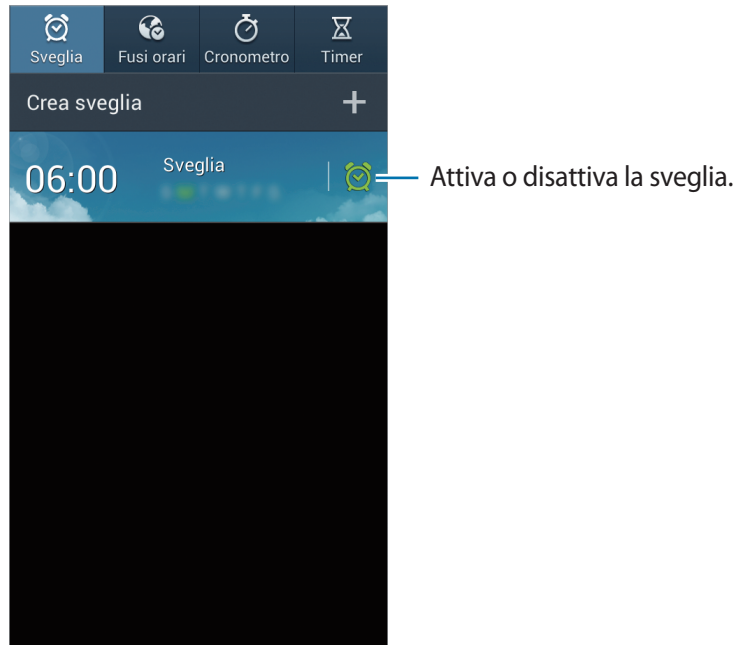 Sveglia Fusi orari Cronometro Timer
Crea sveglia
06:00 Sveglia
Attiva o disattiva la sveglia.